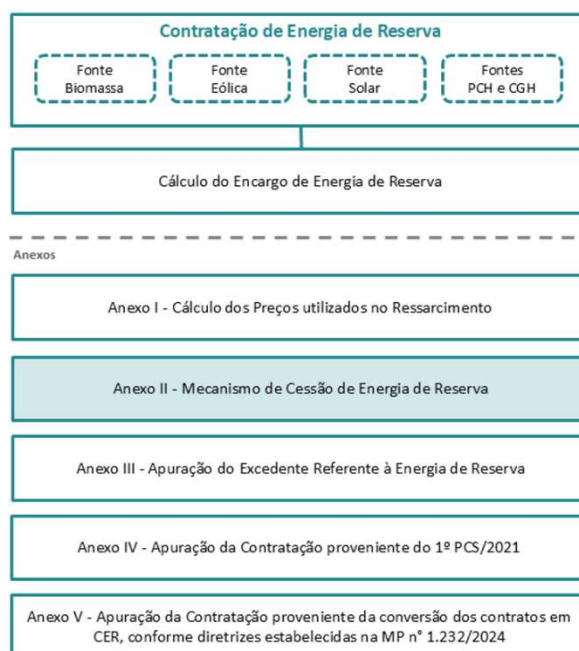 Contratação de Energia de Reserva
Fonte
Biomassa
Fonte
Eólica
Fonte
Solar
Fontes
PCH e CGH
Cálculo do Encargo de Energia de Reserva
Anexos
Anexo I - Cálculo dos Preços utilizados no Ressarcimento
Anexo II - Mecanismo de Cessão de Energia de Reserva
Anexo III - Apuração do Excedente Referente à Energia de Reserva
Anexo IV - Apuração da Contratação proveniente do 1º PCS/2021
Anexo V - Apuração da Contratação proveniente da conversão dos contratos em
CER, conforme diretrizes estabelecidas na MP n° 1.232/2024